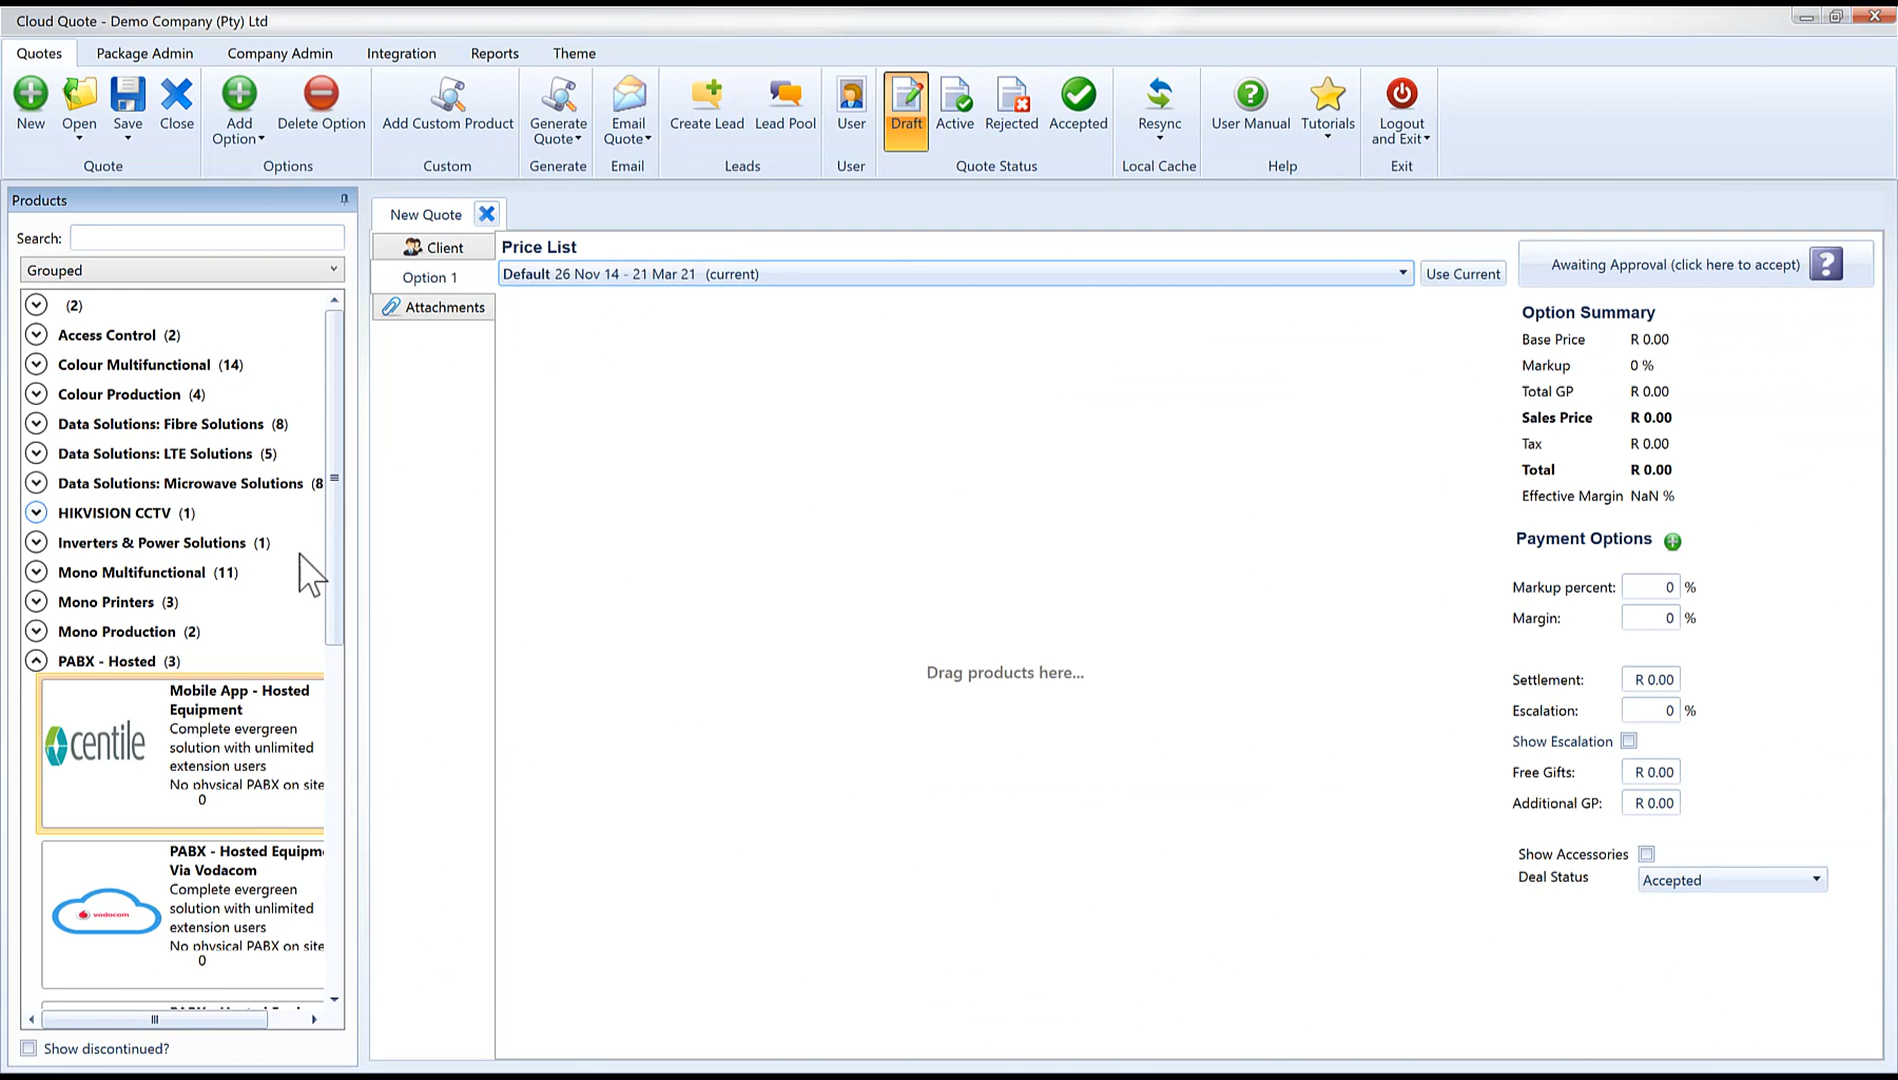 Cloud Quote - Demo Company (Pty) Ltd
Quotes Package Admin Company Admin Integration Reports Theme
New Open Save Close Add Option Delete Option Add Custom Product Generate Quote Email Quote Create Lead Lead Pool User Draft Active Rejected Accepted Resync User Manual Tutorials Logout and Exit
Quote Options Custom Generate Email Leads User Quote Status Local Cache Help Exit
Products
Search:
Grouped
(2)
Access Control (2)
Colour Multifunctional (14)
Colour Production (4)
Data Solutions: Fibre Solutions (8)
Data Solutions: LTE Solutions (5)
Data Solutions: Microwave Solutions (8
HIKVISION CCTV (1)
Inverters & Power Solutions (1)
Mono Multifunctional (11)
Mono Printers (3)
Mono Production (2)
PABX - Hosted (3)
centile
Mobile App - Hosted
Equipment
Complete evergreen
solution with unlimited
extension users
No physical PABX on site
0
vodacom
PABX - Hosted Equipm
Via Vodacom
Complete evergreen
solution with unlimited
extension users
No physical PABX on site
0
Show discontinued?
New Quote
Client
Option 1
Attachments
Price List
Default 26 Nov 14 - 21 Mar 21 (current)
Use Current
Drag products here...
Awaiting Approval (click here to accept) ?
Option Summary
Base Price R 0.00
Markup 0 %
Total GP R 0.00
Sales Price R 0.00
Tax R 0.00
Total R 0.00
Effective Margin NaN %
Payment Options
Markup percent: 0 %
Margin: 0 %
Settlement: R 0.00
Escalation: 0 %
Show Escalation
Free Gifts: R 0.00
Additional GP: R 0.00
Show Accessories
Deal Status Accepted